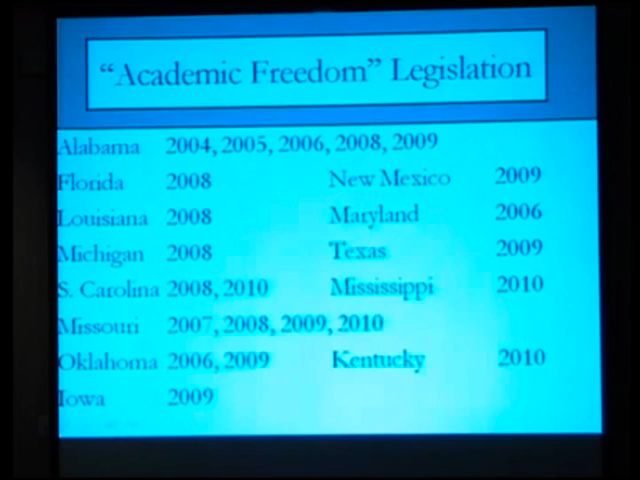 “Academic Freedom” Legislation
Alabama 2004, 2005, 2006, 2008, 2009
Florida 2008 New Mexico 2009
Louisiana 2008 Maryland 2006
Michigan 2008 Texas 2009
S. Carolina 2008, 2010 Mississippi 2010
Missouri 2007, 2008, 2009, 2010
Oklahoma 2006, 2009 Kentucky 2010
Iowa 2009